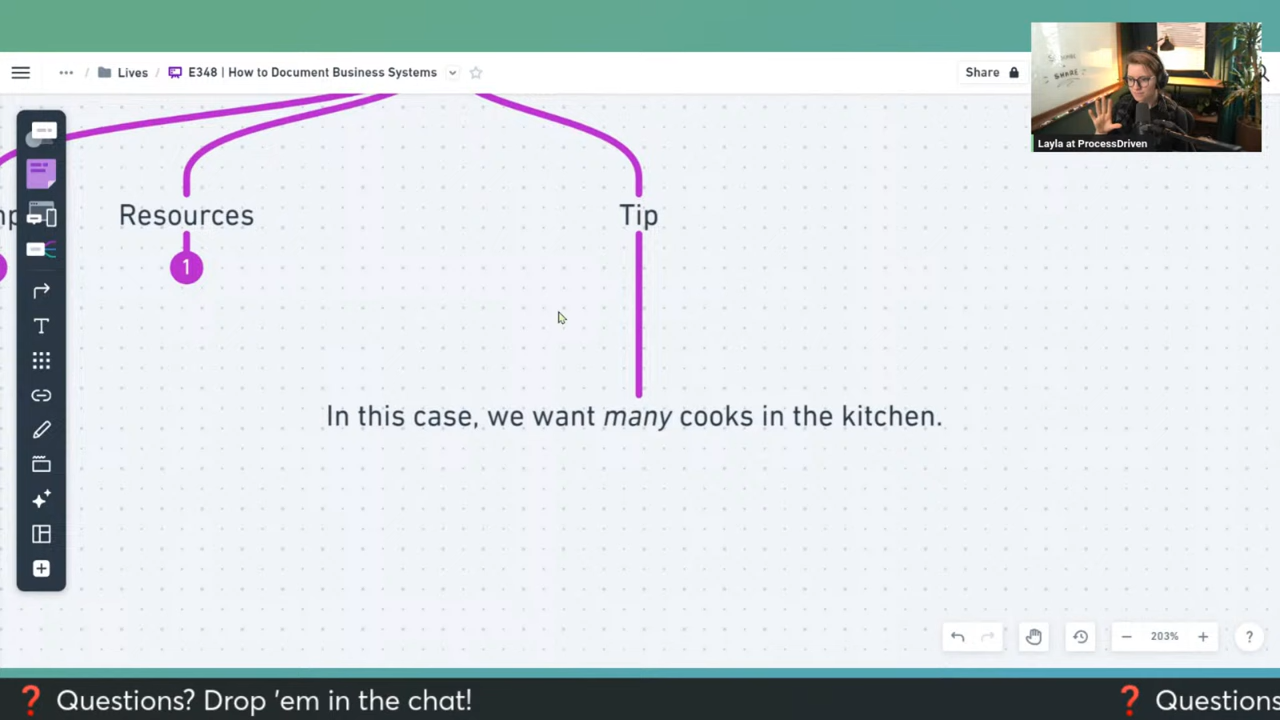 Lives / E348 | How to Document Business Systems
Share
SHARE
Layla at ProcessDriven
Resources
Tip
1
In this case, we want many cooks in the kitchen.
203%
?
❓ Questions? Drop 'em in the chat!
❓ Questions